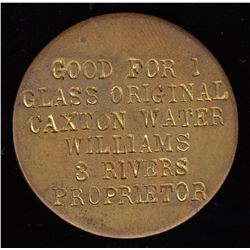 GOOD FOR 1
GLASS ORIGINAL
CAXTON WATER
WILLIAMS
3 RIVERS
PROPRIETOR